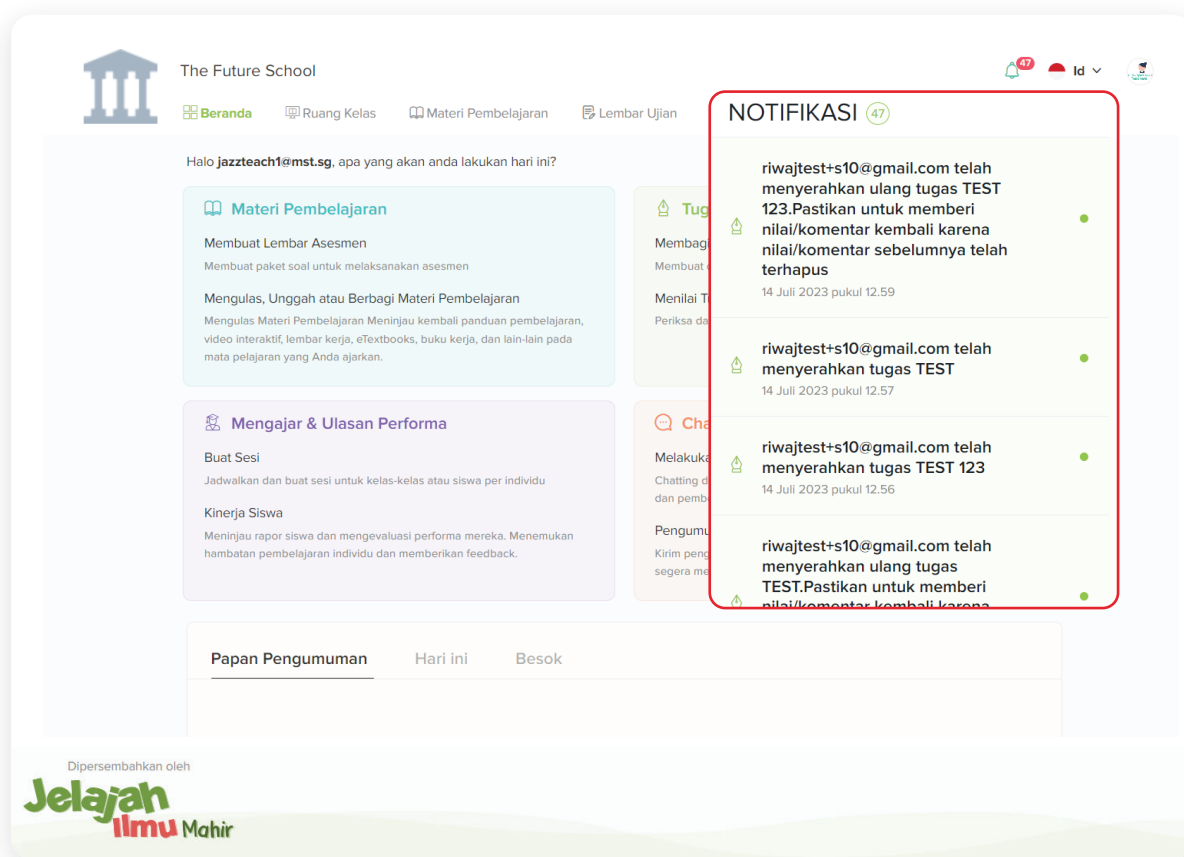 The Future School
47
Id
Beranda
Ruang Kelas
Materi Pembelajaran
Lembar Ujian
Halo jazzteach1@mst.sg, apa yang akan anda lakukan hari ini?
Materi Pembelajaran
Membuat Lembar Asesmen
Membuat paket soal untuk melaksanakan asesmen
Mengulas, Unggah atau Berbagi Materi Pembelajaran
Mengulas Materi Pembelajaran Meninjau kembali panduan pembelajaran,
video interaktif, lembar kerja, eTextbooks, buku kerja, dan lain-lain pada
mata pelajaran yang Anda ajarkan.
Tug
Membagi
Membuat
Menilai T
Periksa da
Mengajar & Ulasan Performa
Buat Sesi
Jadwalkan dan buat sesi untuk kelas-kelas atau siswa per individu
Kinerja Siswa
Meninjau rapor siswa dan mengevaluasi performa mereka. Menemukan
hambatan pembelajaran individu dan memberikan feedback.
Cha
Melakuka
Chatting d
dan pemb
Pengumu
Kirim peng
segera me
NOTIFIKASI 47
riwajtest+s10@gmail.com telah
menyerahkan ulang tugas TEST
123.Pastikan untuk memberi
nilai/komentar kembali karena
nilai/komentar sebelumnya telah
terhapus
14 Juli 2023 pukul 12.59
riwajtest+s10@gmail.com telah
menyerahkan tugas TEST
14 Juli 2023 pukul 12.57
riwajtest+s10@gmail.com telah
menyerahkan tugas TEST 123
14 Juli 2023 pukul 12.56
riwajtest+s10@gmail.com telah
menyerahkan ulang tugas
TEST.Pastikan untuk memberi
nilai/komentar kembali karena
Papan Pengumuman
Hari ini
Besok
Dipersembahkan oleh
Jelajah
Ilmu Mahir